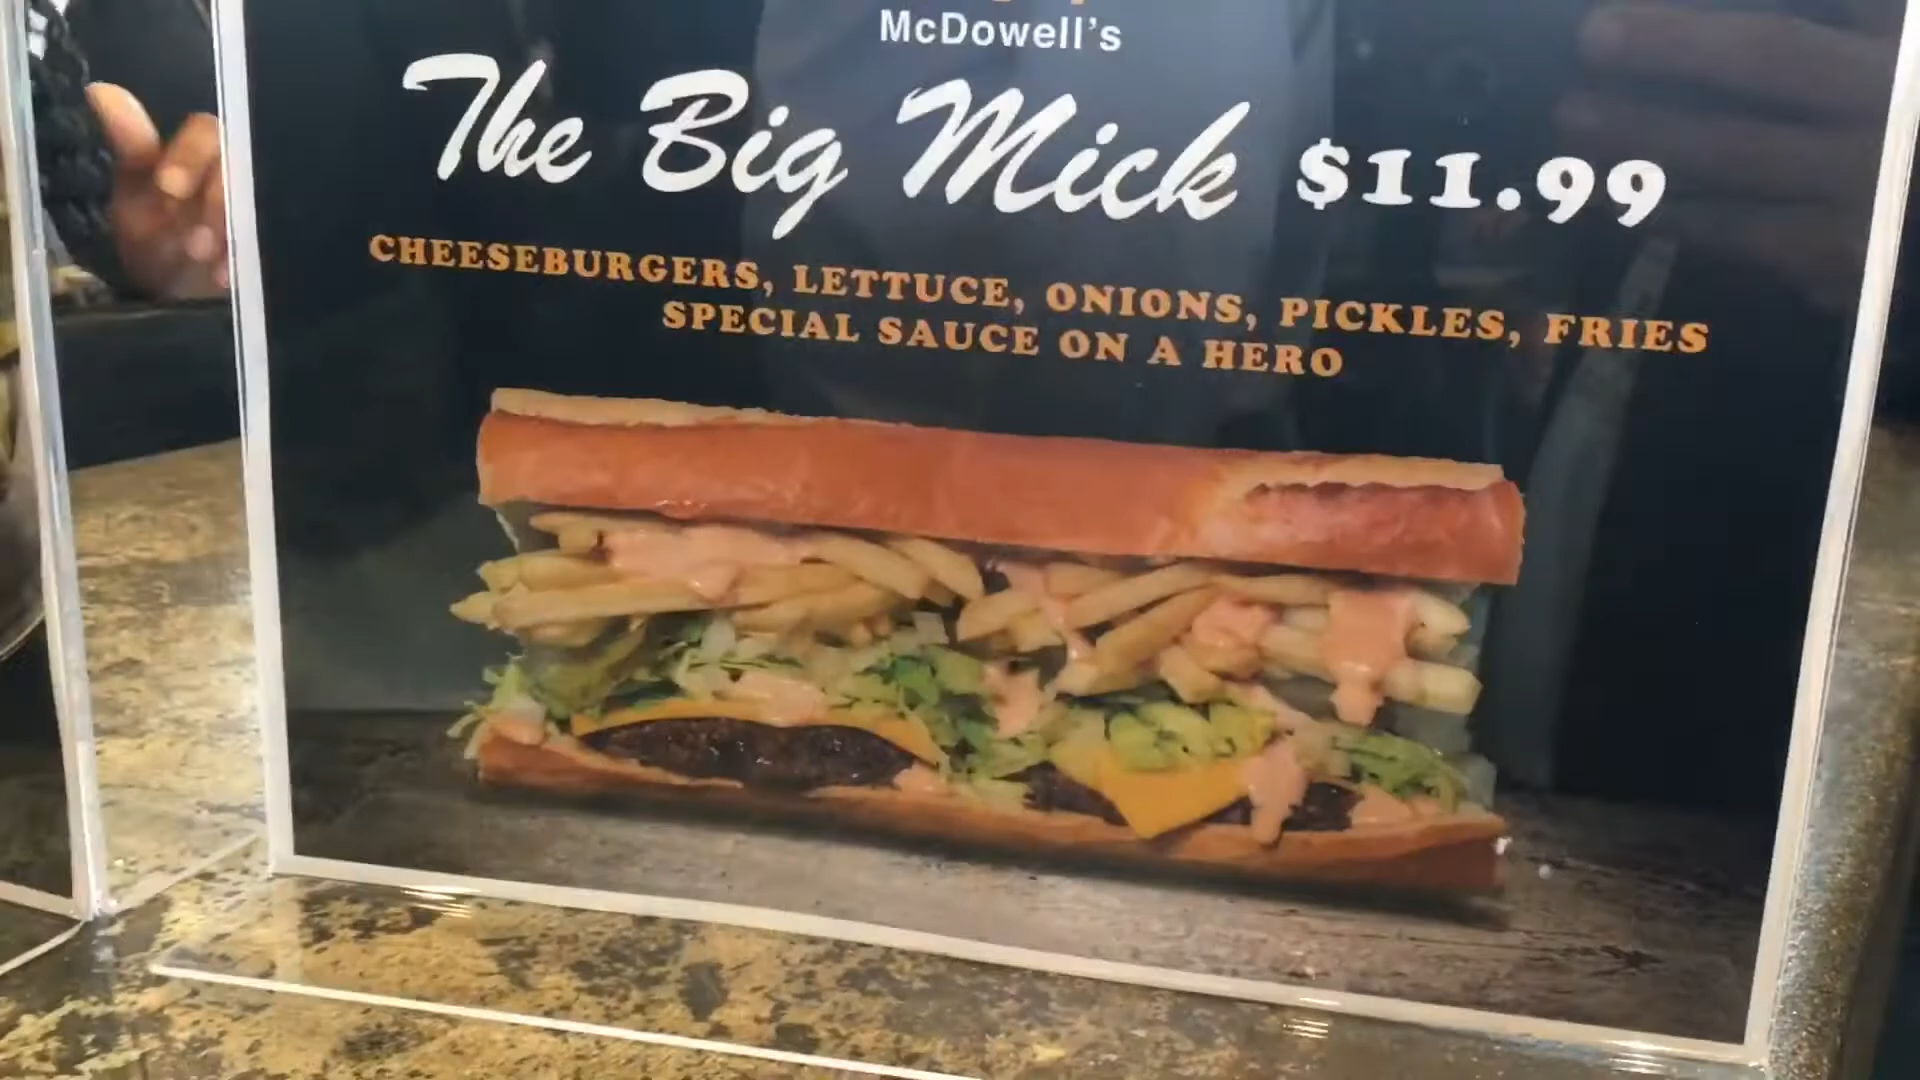 McDowell's
The Big Mick $11.99
CHEESEBURGERS, LETTUCE, ONIONS, PICKLES, FRIES
SPECIAL SAUCE ON A HERO